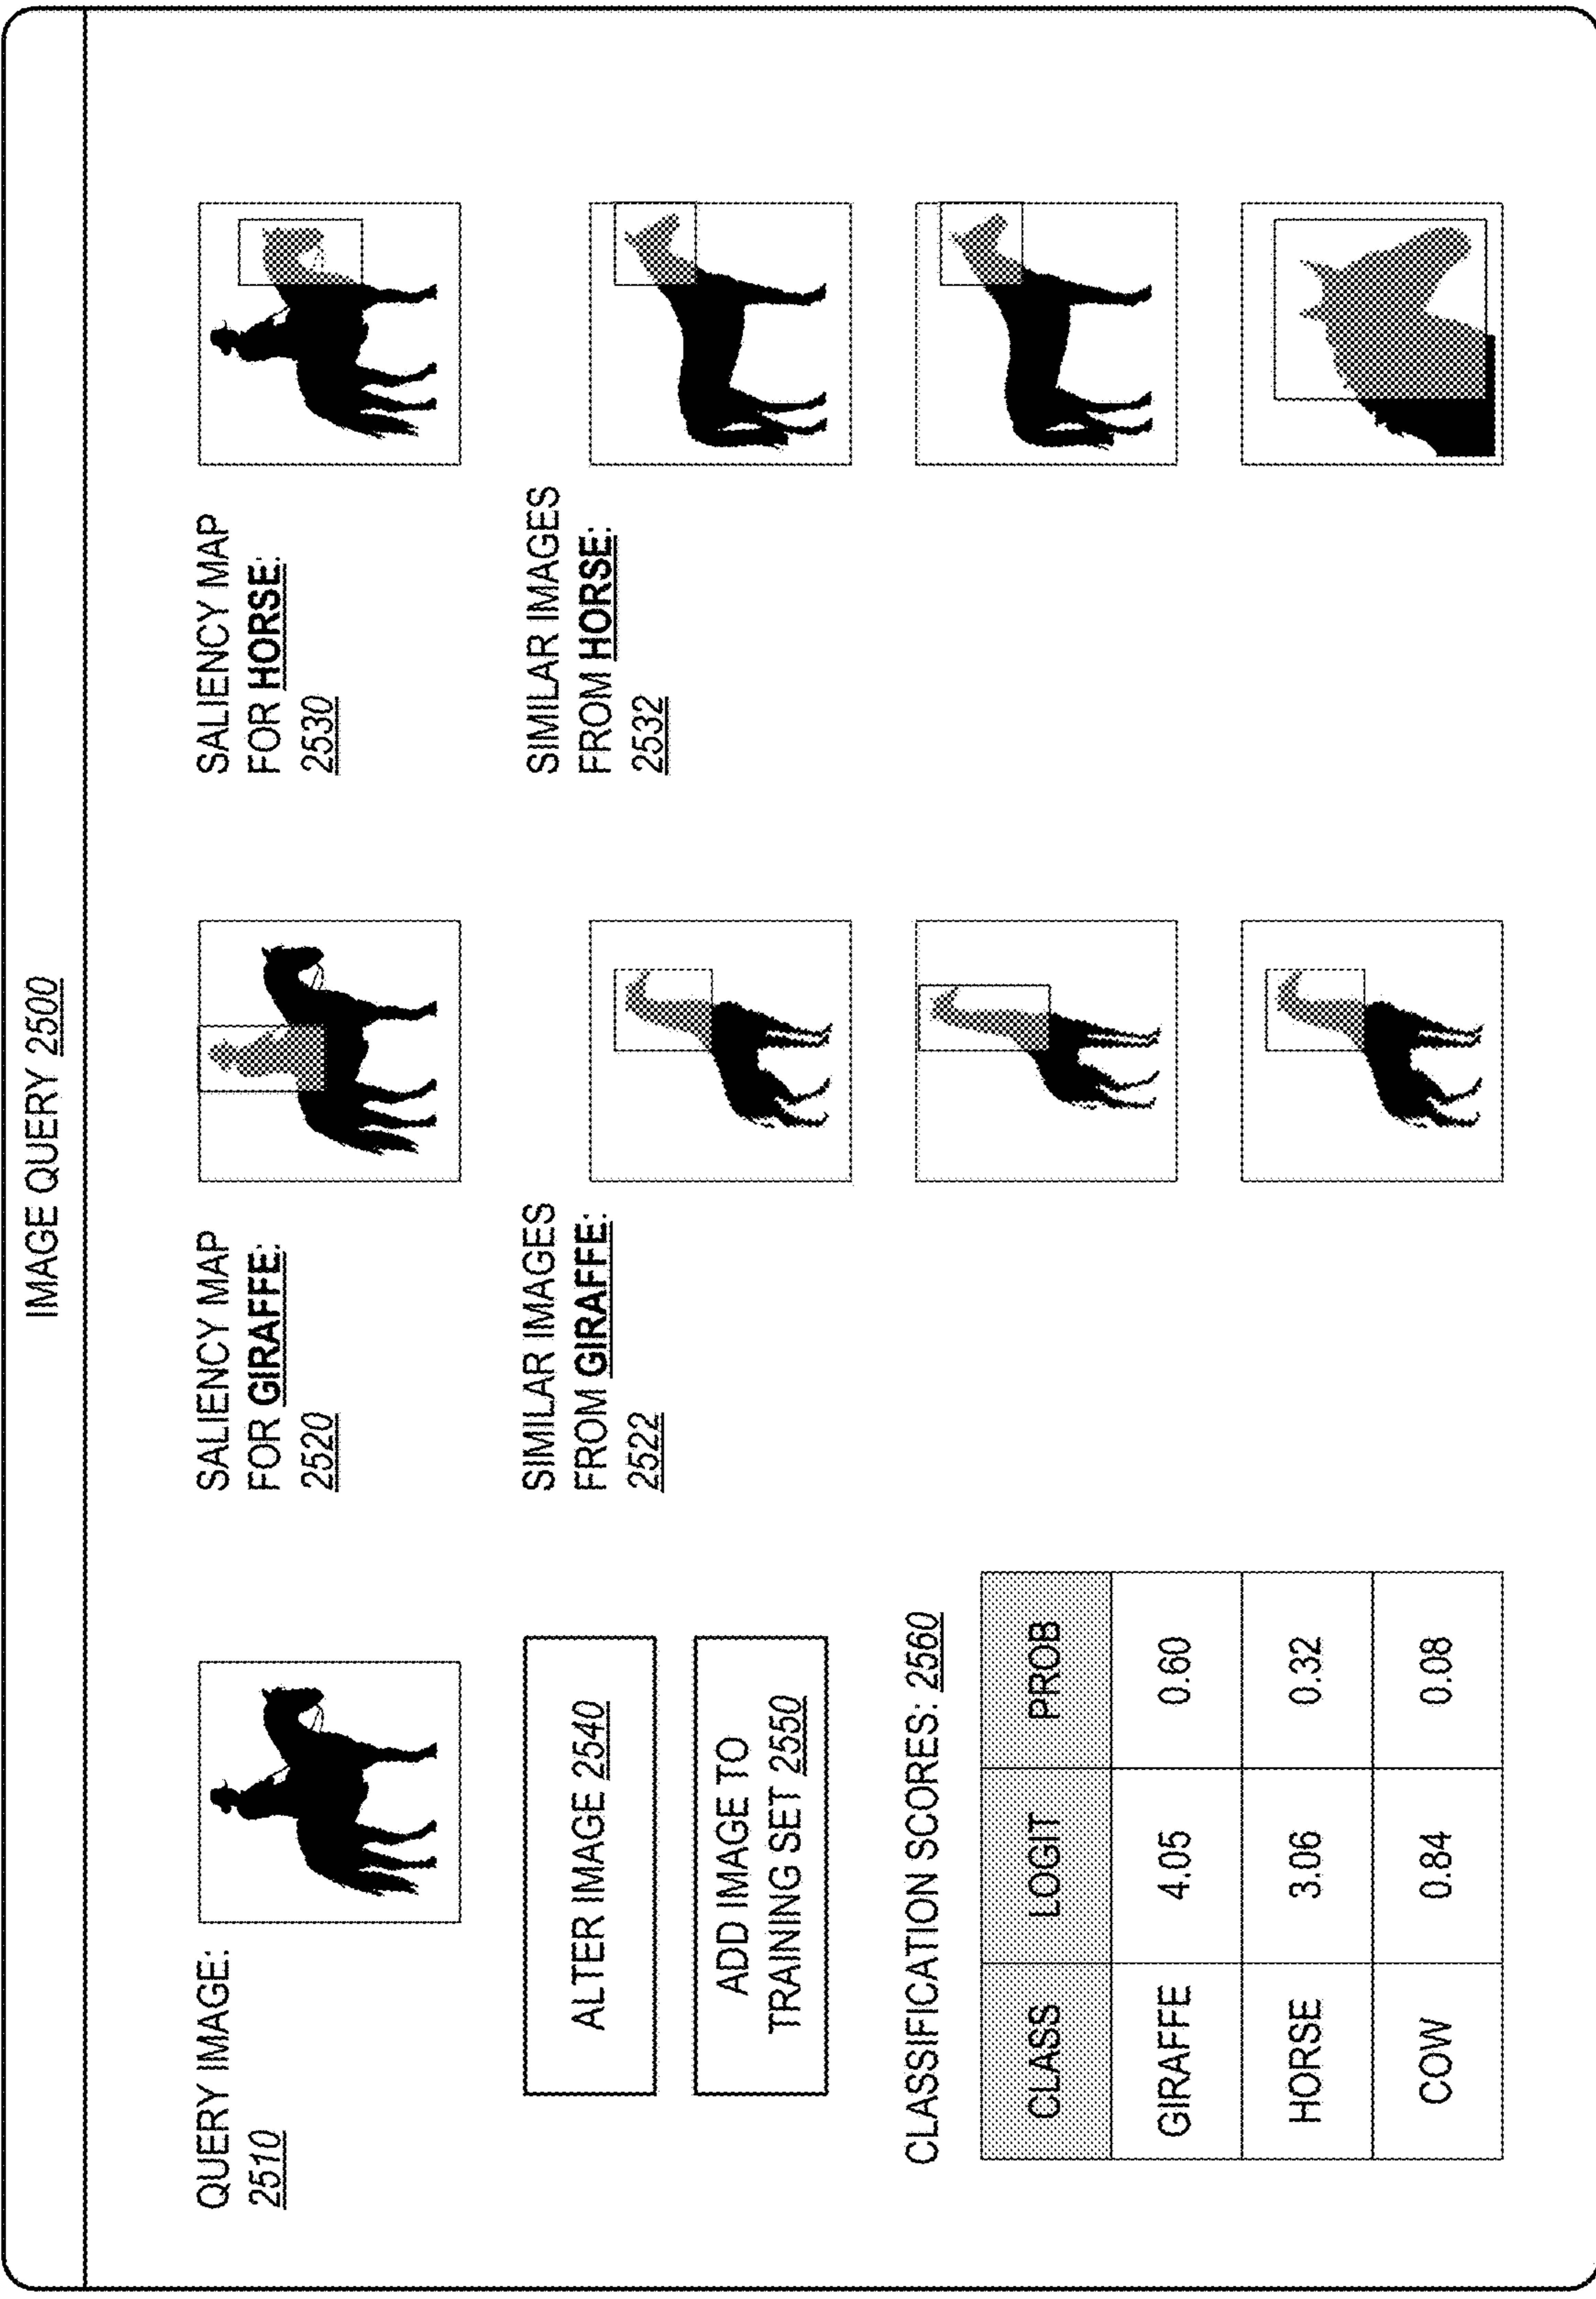 IMAGE QUERY 2500
QUERY IMAGE:
2510
ALTER IMAGE 2540
ADD IMAGE TO
TRAINING SET 2550
CLASSIFICATION SCORES: 2560
CLASS LOGIT PROB
GIRAFFE 4.05 0.60
HORSE 3.06 0.32
COW 0.84 0.08
SALIENCY MAP
FOR GIRAFFE:
2520
SIMILAR IMAGES
FROM GIRAFFE:
2522
SALIENCY MAP
FOR HORSE:
2530
SIMILAR IMAGES
FROM HORSE:
2532